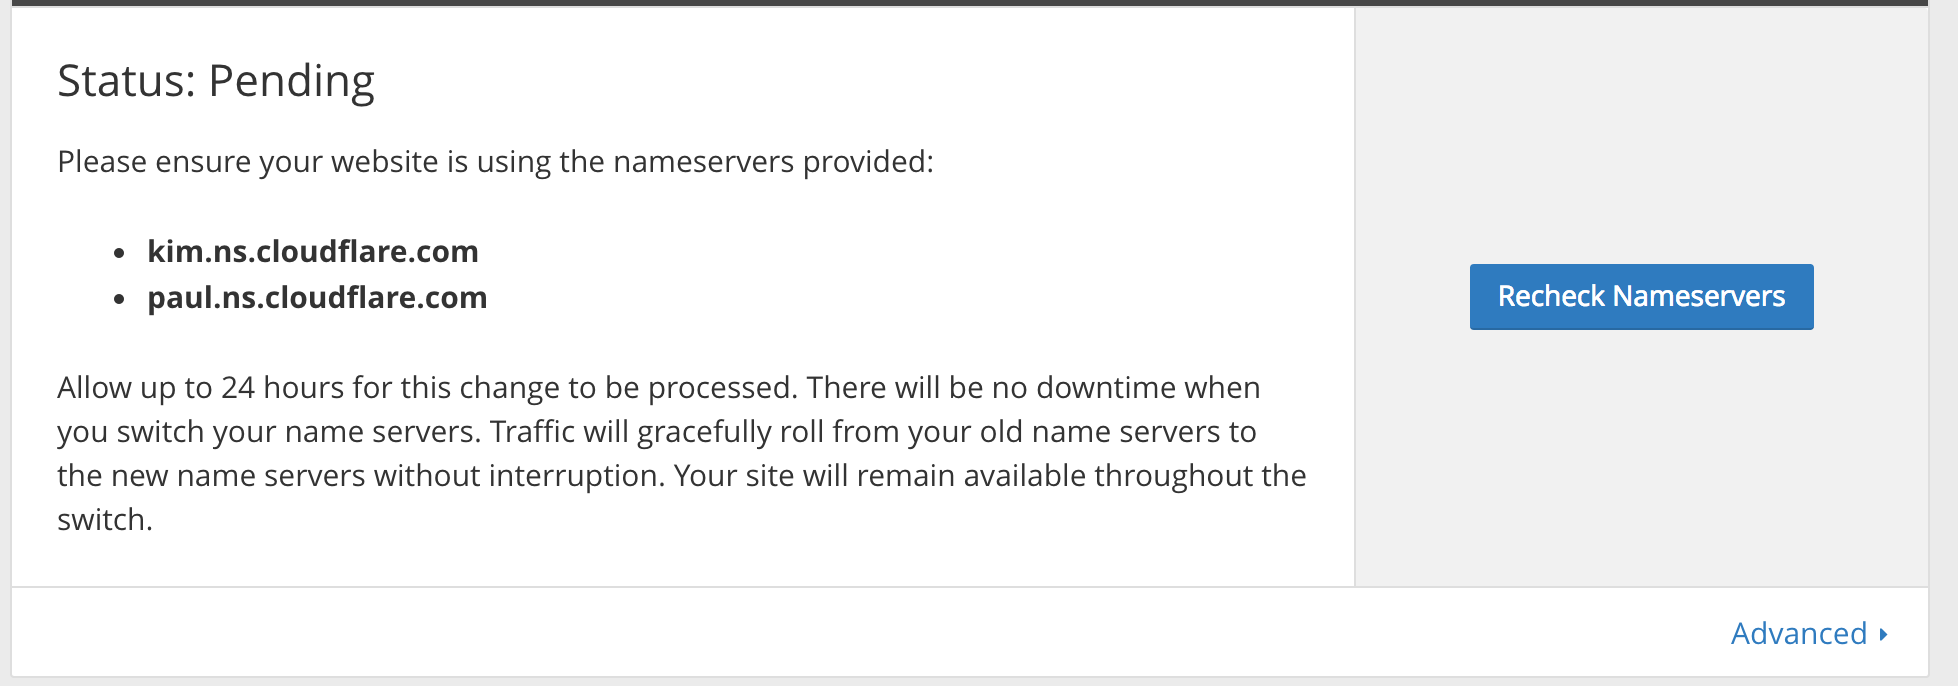 Status: Pending
Please ensure your website is using the nameservers provided:
• kim.ns.cloudflare.com
• paul.ns.cloudflare.com
Recheck Nameservers
Allow up to 24 hours for this change to be processed. There will be no downtime when
you switch your name servers. Traffic will gracefully roll from your old name servers to
the new name servers without interruption. Your site will remain available throughout the
switch.
Advanced